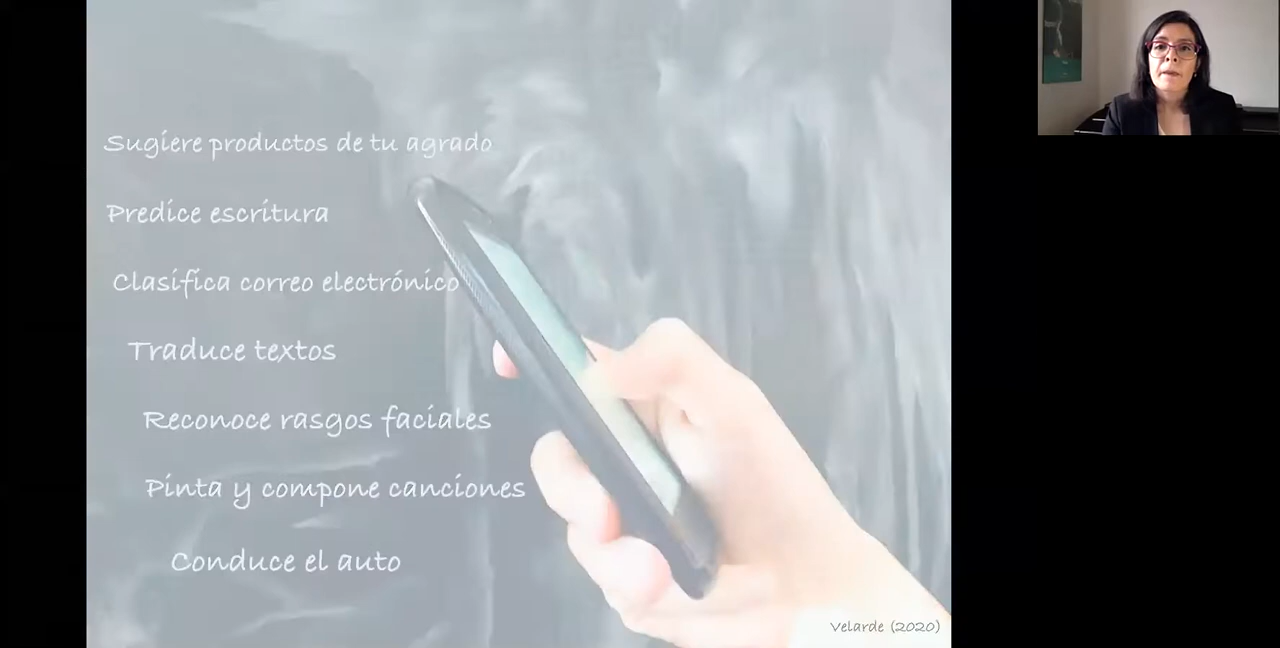 Sugiere productos de tu agrado
Predice escritura
Clasifica correo electrónico
Traduce textos
Reconoce rasgos faciales
Pinta y compone canciones
Conduce el auto
Velarde (2020)